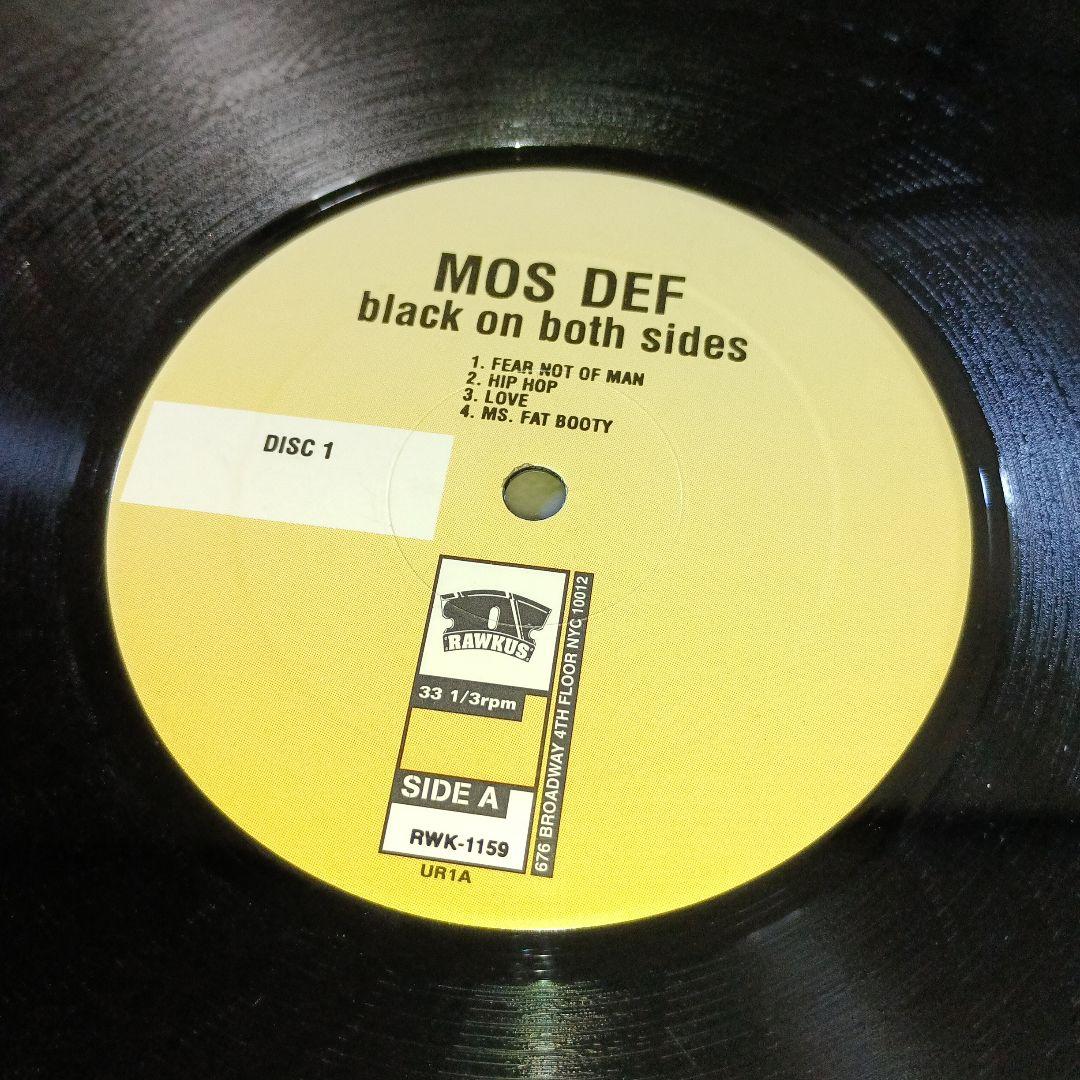 MOS DEF
black on both sides
1. FEAR NOT OF MAN
2. HIP HOP
3. LOVE
4. MS. FAT BOOTY
DISC 1
RAWKUS
33 1/3rpm
SIDE A
RWK-1159
UR1A
676 BROADWAY 4TH FLOOR NYC 10012